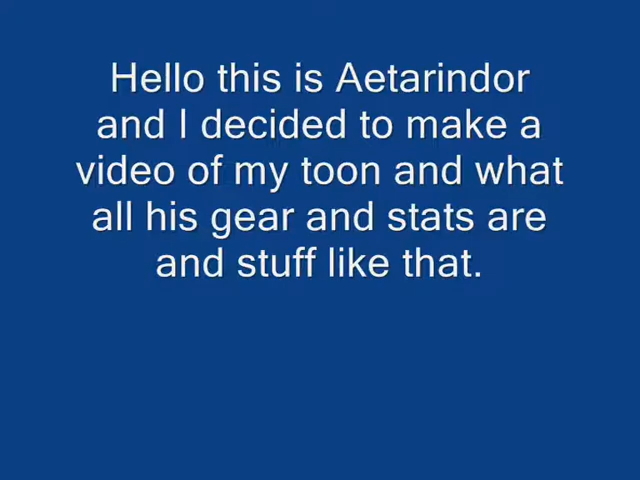 Hello this is Aetarindor
and I decided to make a
video of my toon and what
all his gear and stats are
and stuff like that.